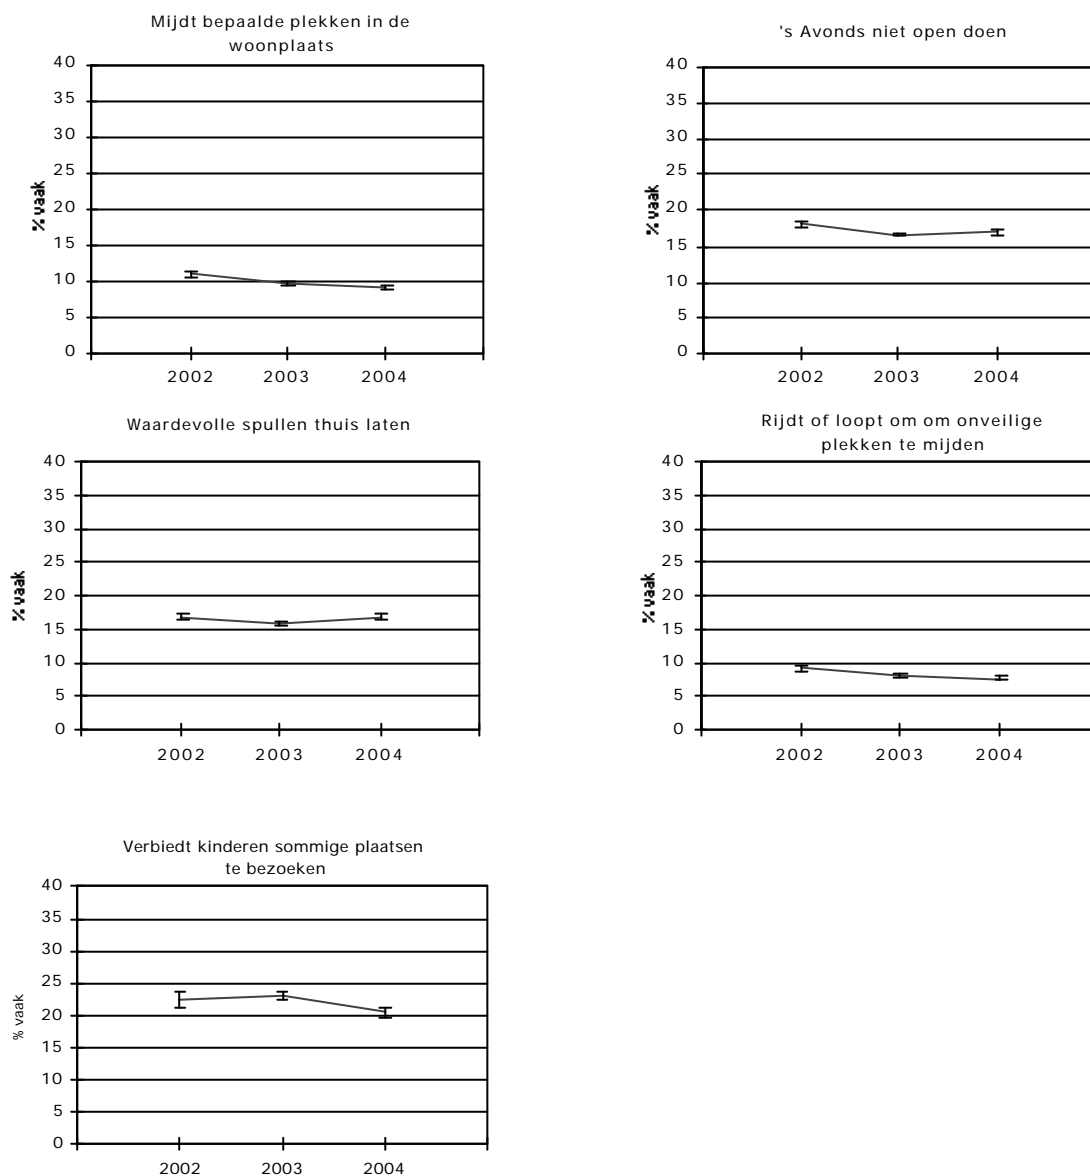 Mijdt bepaalde plekken in de
woonplaats
40
35
30
25
20
15
10
5
0
% vaak
2002 2003 2004
's Avonds niet open doen
40
35
30
25
20
15
10
5
0
% vaak
2002 2003 2004
Waardevolle spullen thuis laten
40
35
30
25
20
15
10
5
0
% vaak
2002 2003 2004
Rijdt of loopt om om onveilige
plekken te mijden
40
35
30
25
20
15
10
5
0
% vaak
2002 2003 2004
Verbiedt kinderen sommige plaatsen
te bezoeken
40
35
30
25
20
15
10
5
0
% vaak
2002 2003 2004